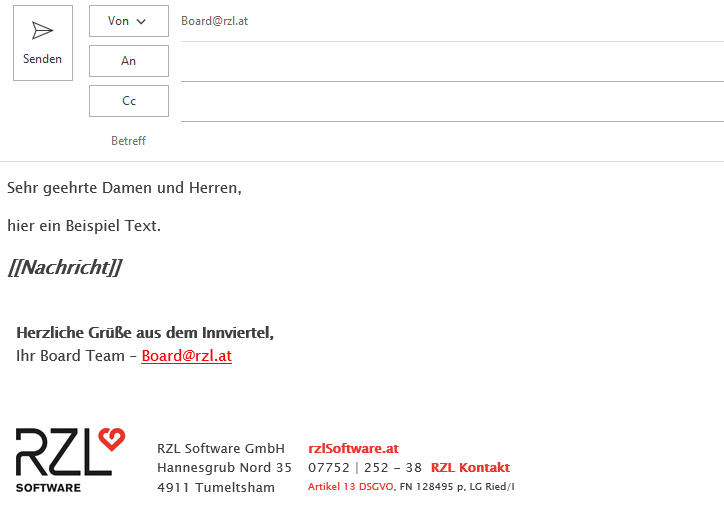 Senden
Von
Board@rzl.at
An
Cc
Betreff
Sehr geehrte Damen und Herren,
hier ein Beispiel Text.
[[Nachricht]]
Herzliche Grüße aus dem Innviertel,
Ihr Board Team – Board@rzl.at
RZL
SOFTWARE
RZL Software GmbH rzlSoftware.at
Hannesgrub Nord 35 07752 | 252 – 38 RZL Kontakt
4911 Tumeltsham Artikel 13 DSGVO, FN 128495 p, LG Ried/I